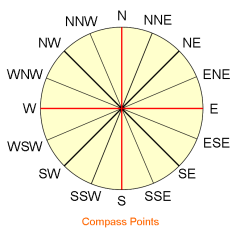 N
NNW NNE
NW NE
WNW ENE
W E
WSW ESE
SW SE
SSW SSE
S
Compass Points